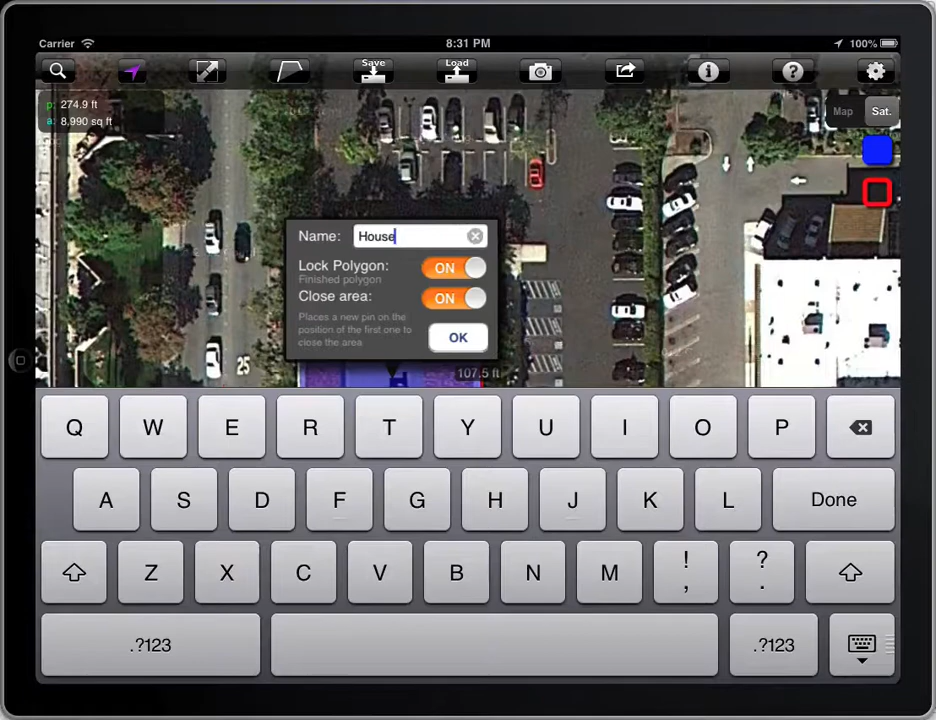 Carrier
8:31 PM
100%
Save
Load
p: 274.9 ft
a: 8,990 sq ft
Map Sat.
Name: House
Lock Polygon: ON
Finished polygon
Close area: ON
Places a new pin on the
position of the first one to
close the area
OK
25
107.5 ft
Q W E R T Y U I O P
A S D F G H J K L Done
Z X C V B N M ! , ? .
.?123 .?123